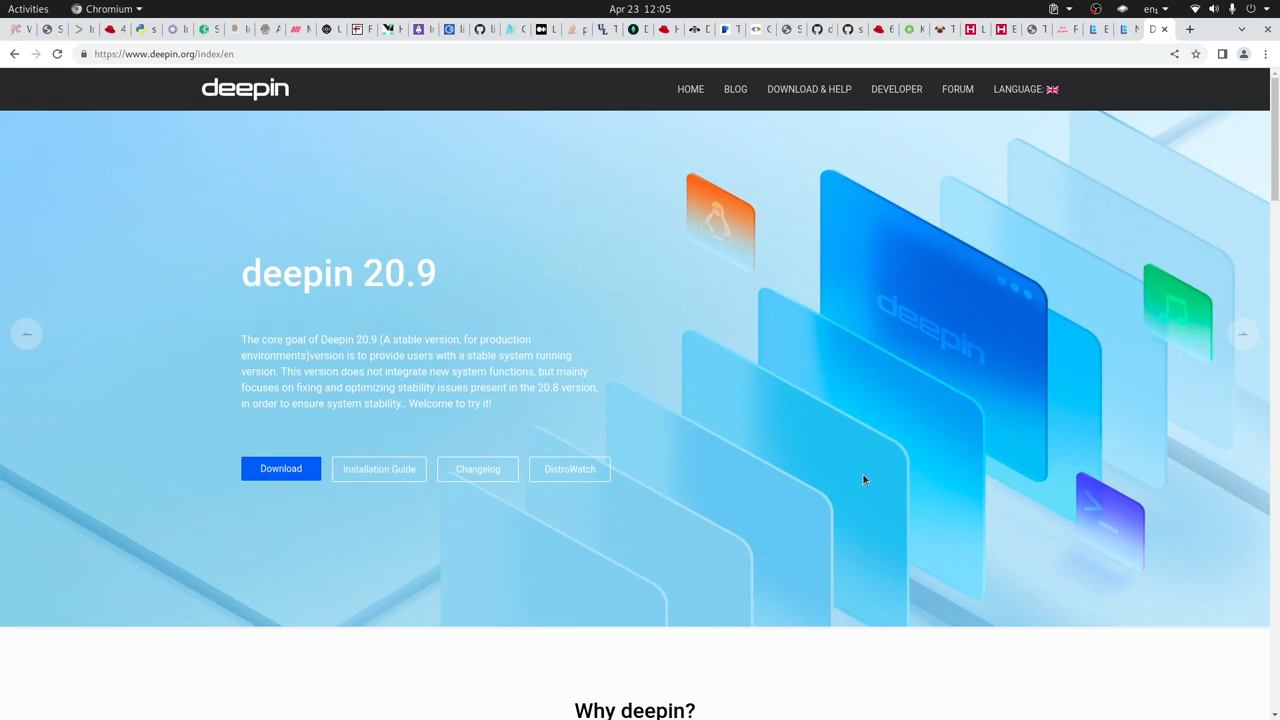 Activities
Chromium
Apr 23 12:05
en₁
4
https://www.deepin.org/index/en
deepin
HOME
BLOG
DOWNLOAD & HELP
DEVELOPER
FORUM
LANGUAGE:
deepin 20.9
The core goal of Deepin 20.9 (A stable version, for production
environments)version is to provide users with a stable system running
version. This version does not integrate new system functions, but mainly
focuses on fixing and optimizing stability issues present in the 20.8 version,
in order to ensure system stability.. Welcome to try it!
Download
Installation Guide
Changelog
DistroWatch
deepin
Why deepin?